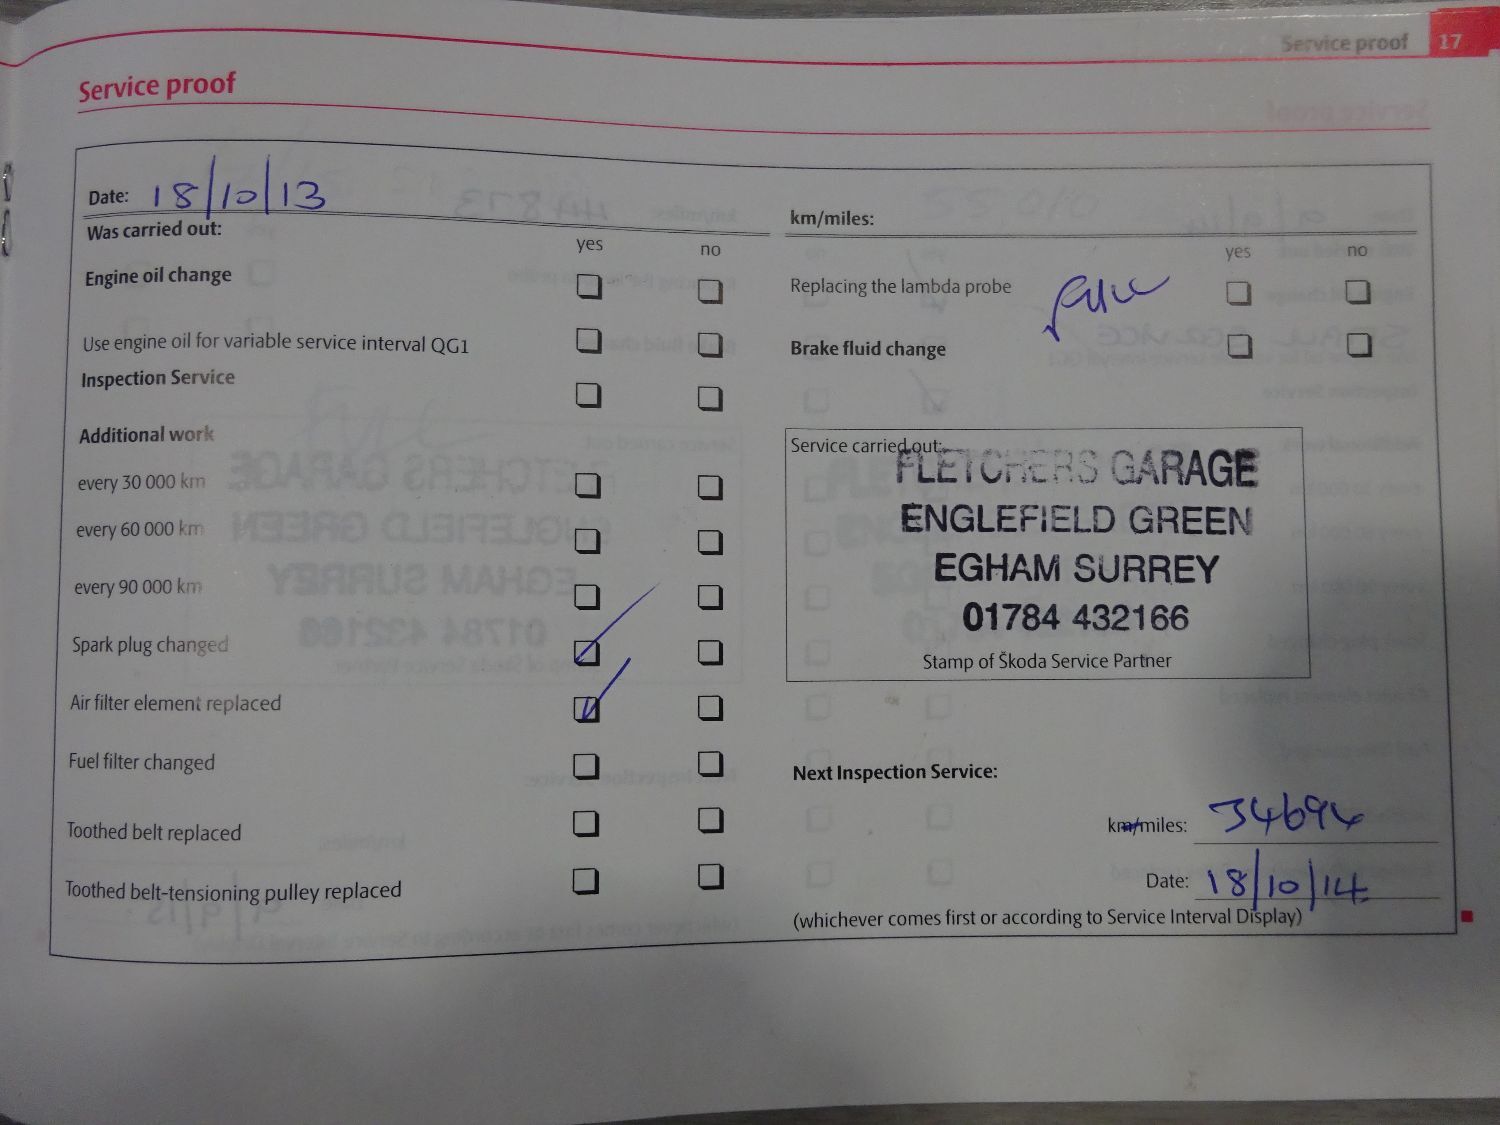 Service proof 17
Service proof
Date: 18/10/13
km/miles:
Was carried out:
yes no
yes no
Engine oil change
Replacing the lambda probe
Use engine oil for variable service interval QG1
Brake fluid change
Inspection Service
Additional work
every 30 000 km
every 60 000 km
every 90 000 km
Spark plug changed
Air filter element replaced
Fuel filter changed
Toothed belt replaced
Toothed belt-tensioning pulley replaced
Service carried out:
FLETCHERS GARAGE
ENGLEFIELD GREEN
EGHAM SURREY
01784 432166
Stamp of Škoda Service Partner
Next Inspection Service:
km/miles: 34694
Date: 18/10/14
(whichever comes first or according to Service Interval Display)